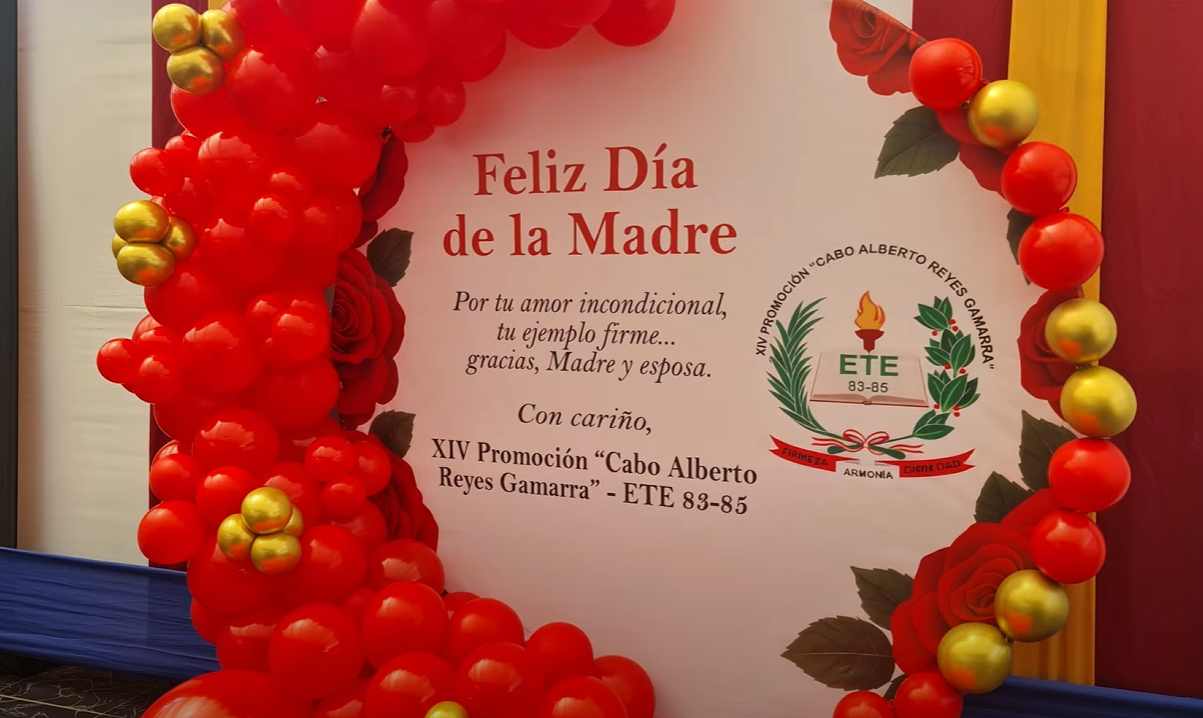 Feliz Día
de la Madre
Por tu amor incondicional,
tu ejemplo firme...
gracias, Madre y esposa.
Con cariño,
XIV Promoción “Cabo Alberto
Reyes Gamarra” - ETE 83-85
XIV PROMOCIÓN “CABO ALBERTO REYES GAMARRA”
ETE
83-85
FIRMEZA
ARMONÍA
DIGNIDAD